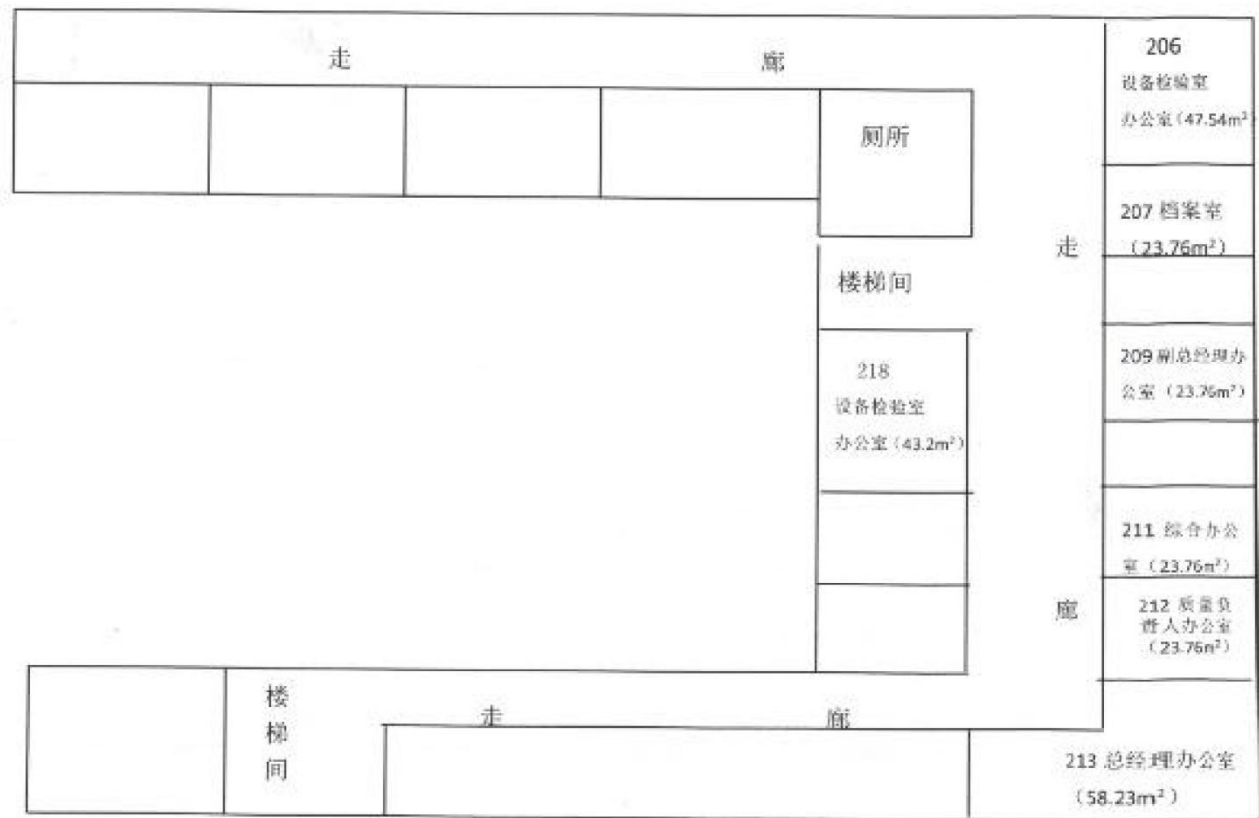 走 廊
206
设备检验室
办公室(47.54m²
厕所
207 档案室
(23.76m²)
走
楼梯间
209 副总经理办
公室(23.76m²)
218
设备检验室
办公室(43.2m²)
211 综合办公
室(23.76m²)
廊
212 质量负
责人办公室
(23.76m²)
楼
梯
间
走 廊
213 总经理办公室
(58.23m²)